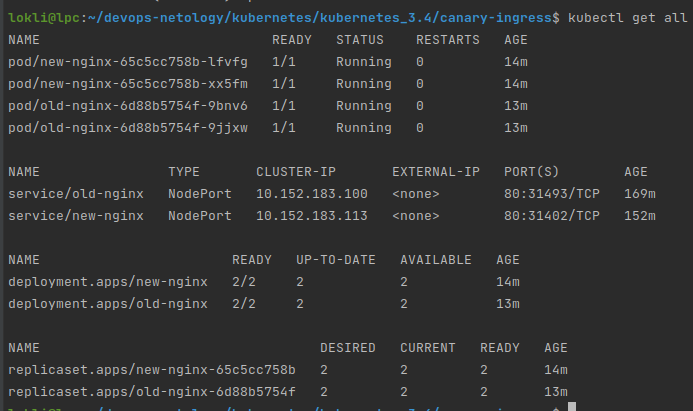 lokli@lpc:~/devops-netology/kubernetes/kubernetes_3.4/canary-ingress$ kubectl get all
NAME READY STATUS RESTARTS AGE
pod/new-nginx-65c5cc758b-lfvfg 1/1 Running 0 14m
pod/new-nginx-65c5cc758b-xx5fm 1/1 Running 0 14m
pod/old-nginx-6d88b5754f-9bnv6 1/1 Running 0 13m
pod/old-nginx-6d88b5754f-9jjxw 1/1 Running 0 13m
NAME TYPE CLUSTER-IP EXTERNAL-IP PORT(S) AGE
service/old-nginx NodePort 10.152.183.100 <none> 80:31493/TCP 169m
service/new-nginx NodePort 10.152.183.113 <none> 80:31402/TCP 152m
NAME READY UP-TO-DATE AVAILABLE AGE
deployment.apps/new-nginx 2/2 2 2 14m
deployment.apps/old-nginx 2/2 2 2 13m
NAME DESIRED CURRENT READY AGE
replicaset.apps/new-nginx-65c5cc758b 2 2 2 14m
replicaset.apps/old-nginx-6d88b5754f 2 2 2 13m